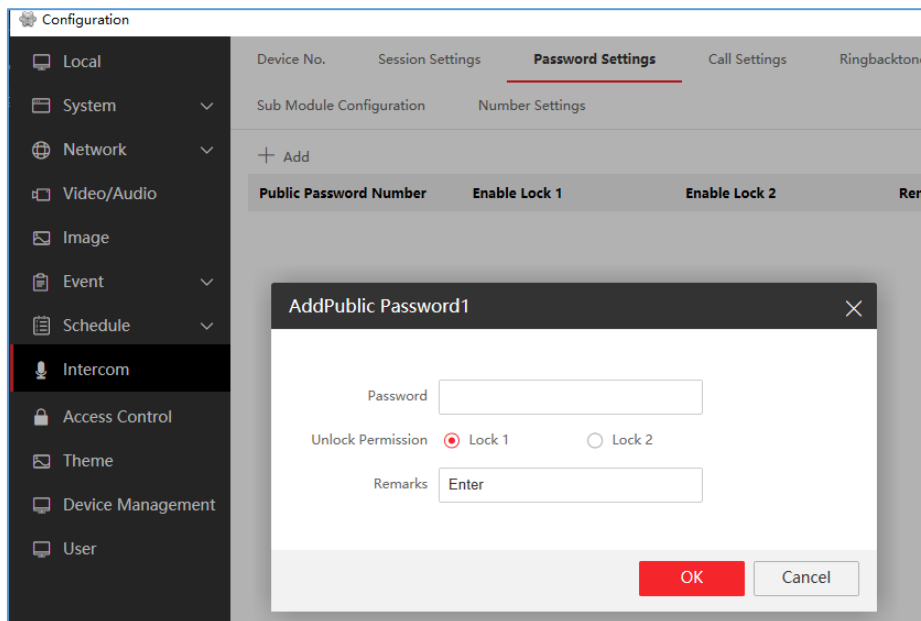 Configuration
Local
System
Network
Video/Audio
Image
Event
Schedule
Intercom
Access Control
Theme
Device Management
User
Device No. Session Settings Password Settings Call Settings Ringbacktone
Sub Module Configuration Number Settings
Add
Public Password Number Enable Lock 1 Enable Lock 2
AddPublic Password1
Password
Unlock Permission Lock 1 Lock 2
Remarks Enter
OK Cancel